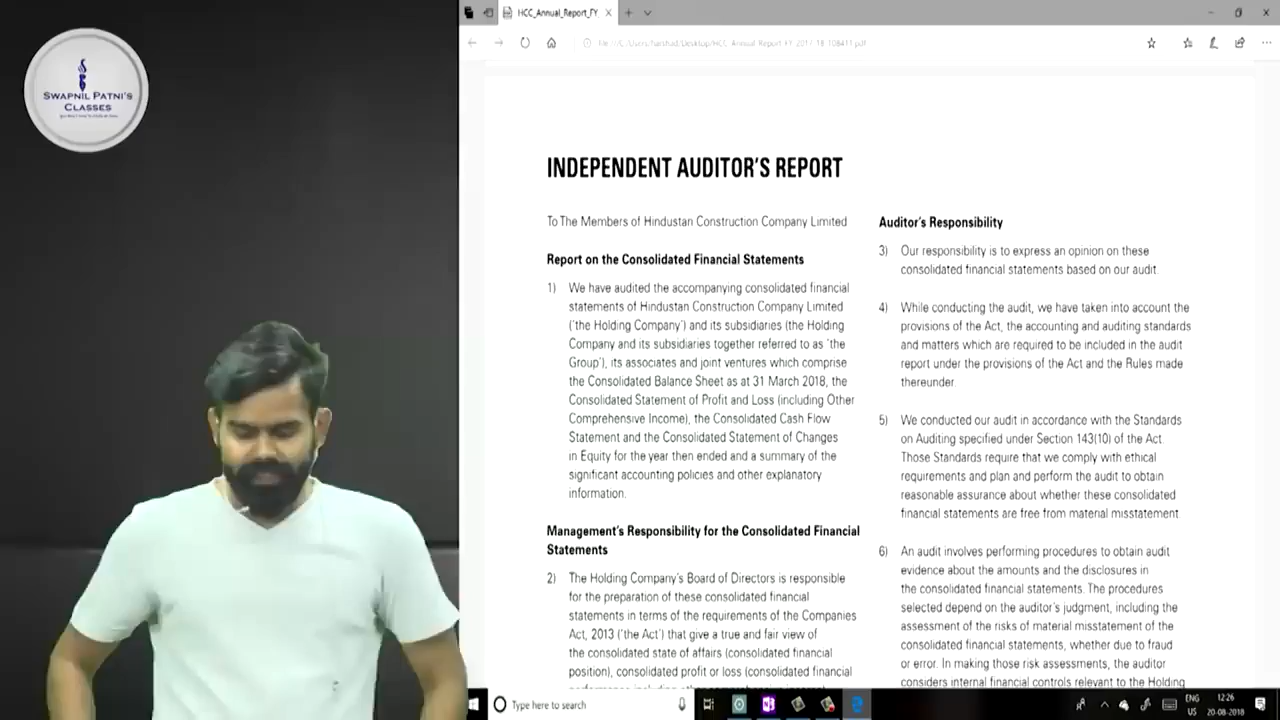 SWAPNIL PATNI'S
CLASSES
HCC_Annual_Report_FY
INDEPENDENT AUDITOR'S REPORT
To The Members of Hindustan Construction Company Limited
Report on the Consolidated Financial Statements
1) We have audited the accompanying consolidated financial
statements of Hindustan Construction Company Limited
('the Holding Company') and its subsidiaries (the Holding
Company and its subsidiaries together referred to as 'the
Group'), its associates and joint ventures which comprise
the Consolidated Balance Sheet as at 31 March 2018, the
Consolidated Statement of Profit and Loss (including Other
Comprehensive Income), the Consolidated Cash Flow
Statement and the Consolidated Statement of Changes
in Equity for the year then ended and a summary of the
significant accounting policies and other explanatory
information.
Management's Responsibility for the Consolidated Financial
Statements
2) The Holding Company's Board of Directors is responsible
for the preparation of these consolidated financial
statements in terms of the requirements of the Companies
Act, 2013 ('the Act') that give a true and fair view of
the consolidated state of affairs (consolidated financial
position), consolidated profit or loss (consolidated financial
Auditor's Responsibility
3) Our responsibility is to express an opinion on these
consolidated financial statements based on our audit.
4) While conducting the audit, we have taken into account the
provisions of the Act, the accounting and auditing standards
and matters which are required to be included in the audit
report under the provisions of the Act and the Rules made
thereunder.
5) We conducted our audit in accordance with the Standards
on Auditing specified under Section 143(10) of the Act.
Those Standards require that we comply with ethical
requirements and plan and perform the audit to obtain
reasonable assurance about whether these consolidated
financial statements are free from material misstatement
6) An audit involves performing procedures to obtain audit
evidence about the amounts and the disclosures in
the consolidated financial statements. The procedures
selected depend on the auditor's judgment, including the
assessment of the risks of material misstatement of the
consolidated financial statements, whether due to fraud
or error. In making those risk assessments, the auditor
considers internal financial controls relevant to the Holding
Type here to search
ENG
US
12:26
20-08-2018